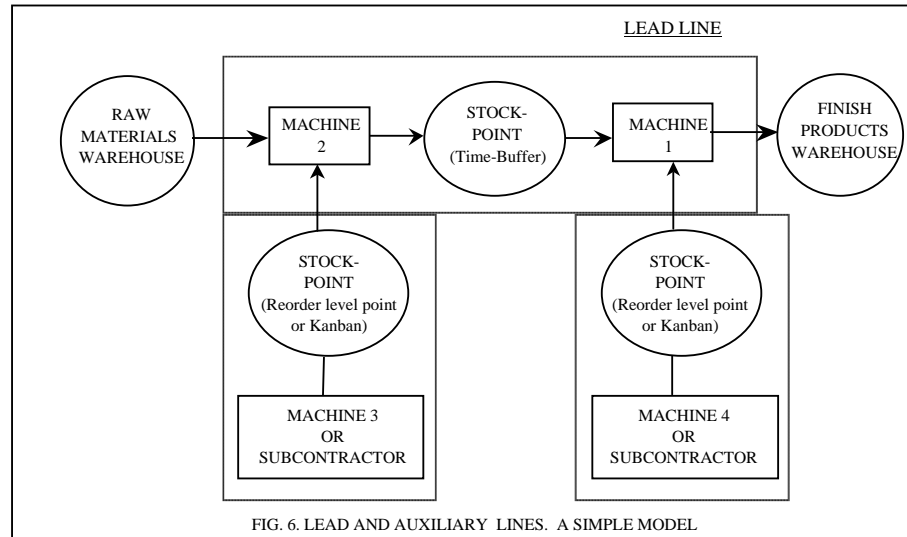 LEAD LINE
RAW
MATERIALS
WAREHOUSE
MACHINE
2
STOCK-
POINT
(Time-Buffer)
MACHINE
1
FINISH
PRODUCTS
WAREHOUSE
STOCK-
POINT
(Reorder level point
or Kanban)
MACHINE 3
OR
SUBCONTRACTOR
STOCK-
POINT
(Reorder level point
or Kanban)
MACHINE 4
OR
SUBCONTRACTOR
FIG. 6. LEAD AND AUXILIARY LINES. A SIMPLE MODEL